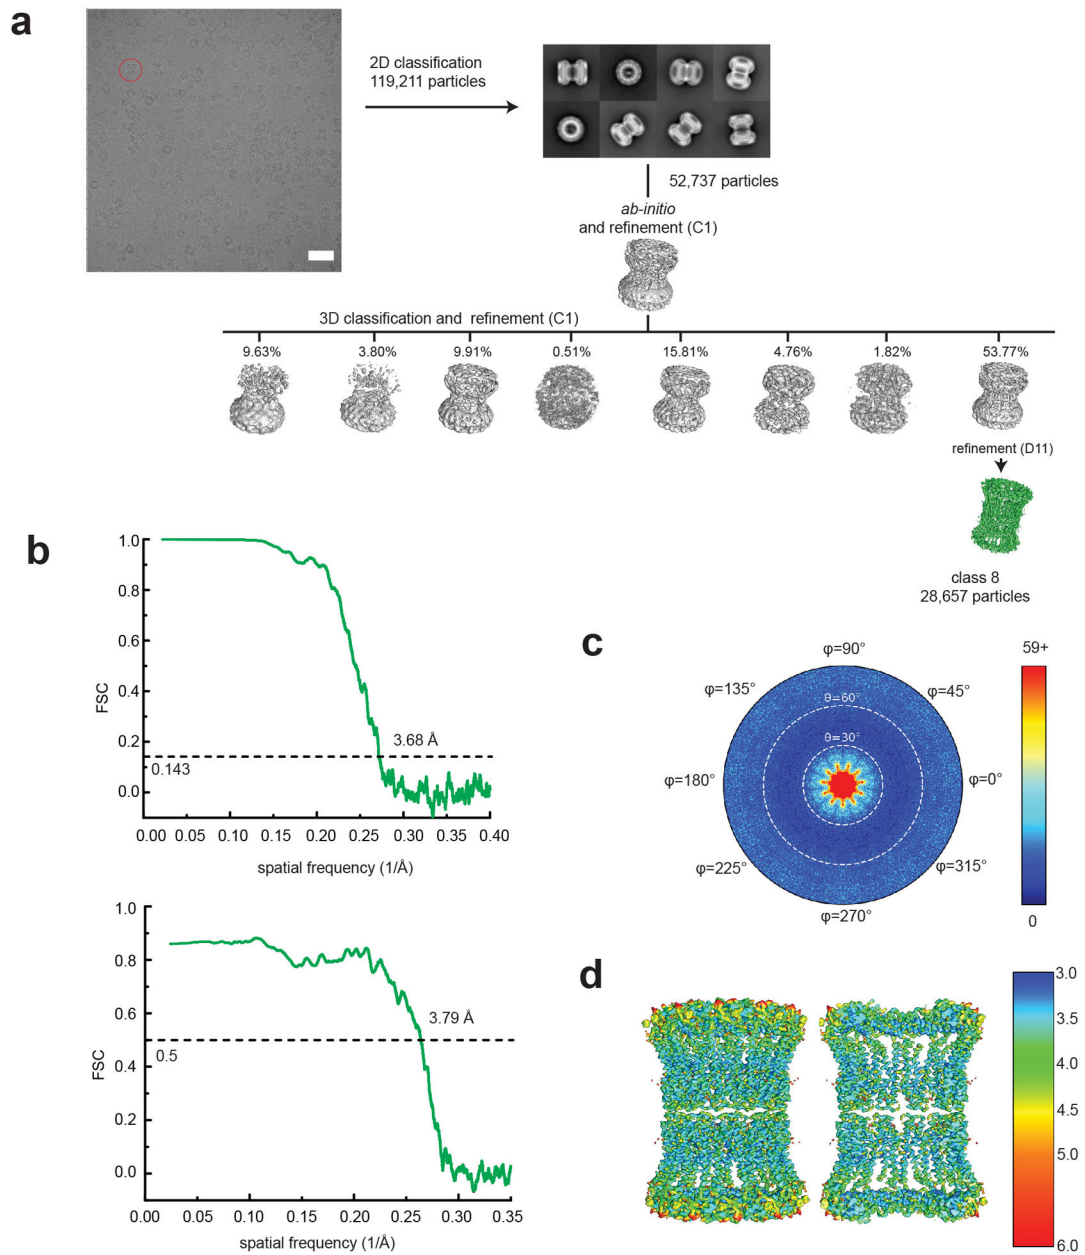 a
2D classification
119,211 particles
52,737 particles
ab-initio
and refinement (C1)
3D classification and refinement (C1)
9.63%
3.80%
9.91%
0.51%
15.81%
4.76%
1.82%
53.77%
refinement (D11)
class 8
28,657 particles
b
1.0
0.8
0.6
0.4
0.2
0.0
FSC
3.68 Å
0.143
0.00 0.05 0.10 0.15 0.20 0.25 0.30 0.35 0.40
spatial frequency (1/Å)
1.0
0.8
0.6
0.4
0.2
0.0
FSC
3.79 Å
0.5
0.00 0.05 0.10 0.15 0.20 0.25 0.30 0.35
spatial frequency (1/Å)
c
φ=90°
φ=135°
φ=45°
φ=180°
φ=0°
φ=225°
φ=315°
φ=270°
θ=60°
θ=30°
59+
0
d
3.0
3.5
4.0
4.5
5.0
6.0